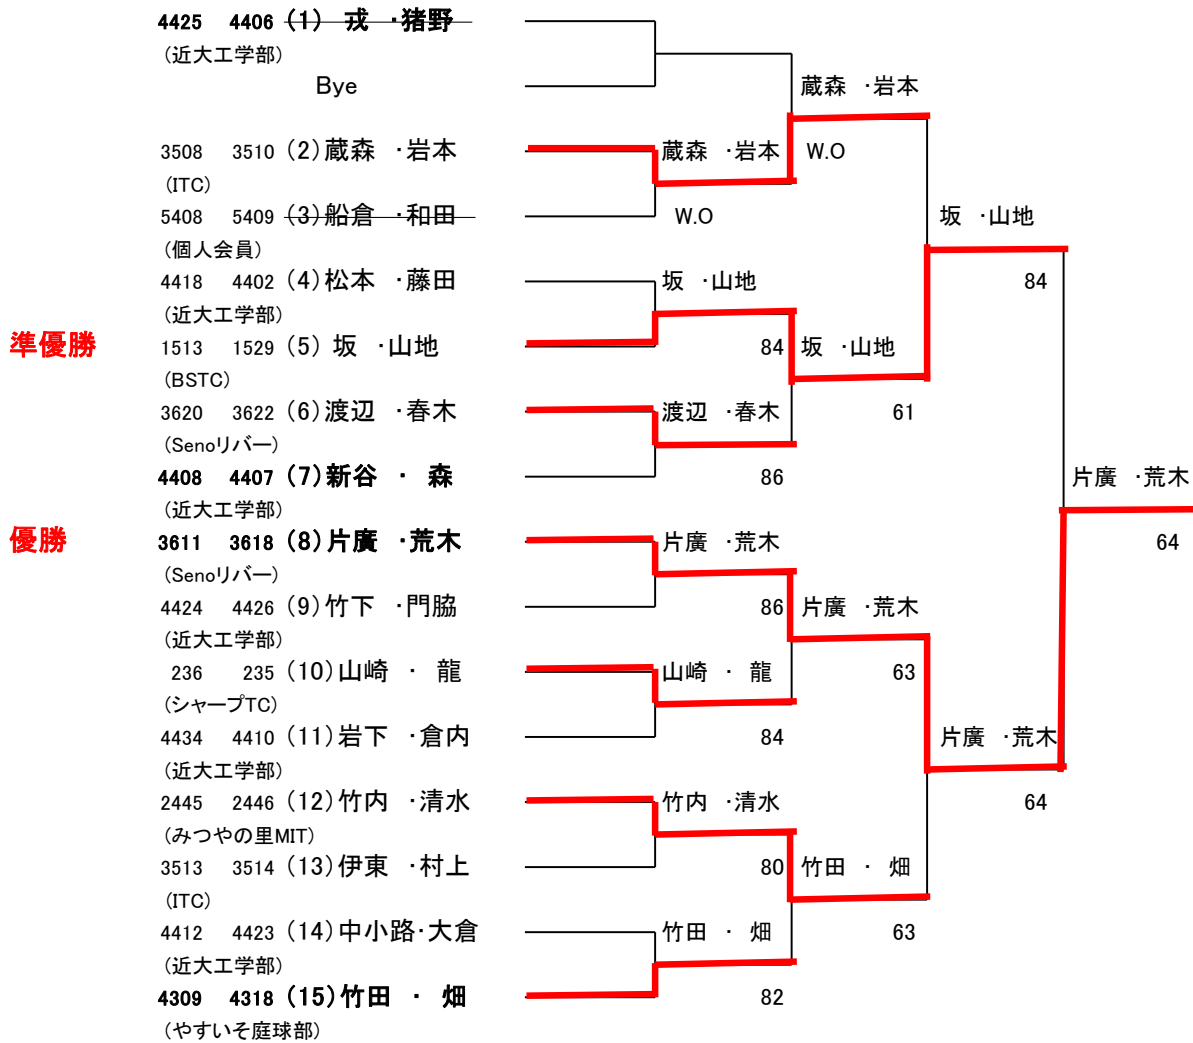 4425 4406 (1) 戎 ・猪野
(近大工学部)
Bye 蔵森 ・岩本
3508 3510 (2)蔵森 ・岩本 蔵森 ・岩本 W.O
(ITC)
5408 5409 (3)船倉 ・和田 W.O 坂 ・山地
(個人会員)
4418 4402 (4)松本 ・藤田 坂 ・山地 84
(近大工学部)
準優勝 1513 1529 (5) 坂 ・山地 84 坂 ・山地
(BSTC)
3620 3622 (6)渡辺 ・春木 渡辺 ・春木 61
(Senoリバー)
4408 4407 (7)新谷 ・ 森 86 片廣 ・荒木
(近大工学部)
優勝 3611 3618 (8)片廣 ・荒木 片廣 ・荒木 64
(Senoリバー)
4424 4426 (9)竹下 ・門脇 86 片廣 ・荒木
(近大工学部)
236 235 (10)山崎 ・ 龍 山崎 ・ 龍 63
(シャープTC)
4434 4410 (11)岩下 ・倉内 84 片廣 ・荒木
(近大工学部)
2445 2446 (12)竹内 ・清水 竹内 ・清水 64
(みつやの里MIT)
3513 3514 (13)伊東 ・村上 80 竹田 ・ 畑
(ITC)
4412 4423 (14)中小路・大倉 竹田 ・ 畑 63
(近大工学部)
4309 4318 (15)竹田 ・ 畑 82
(やすいそ庭球部)